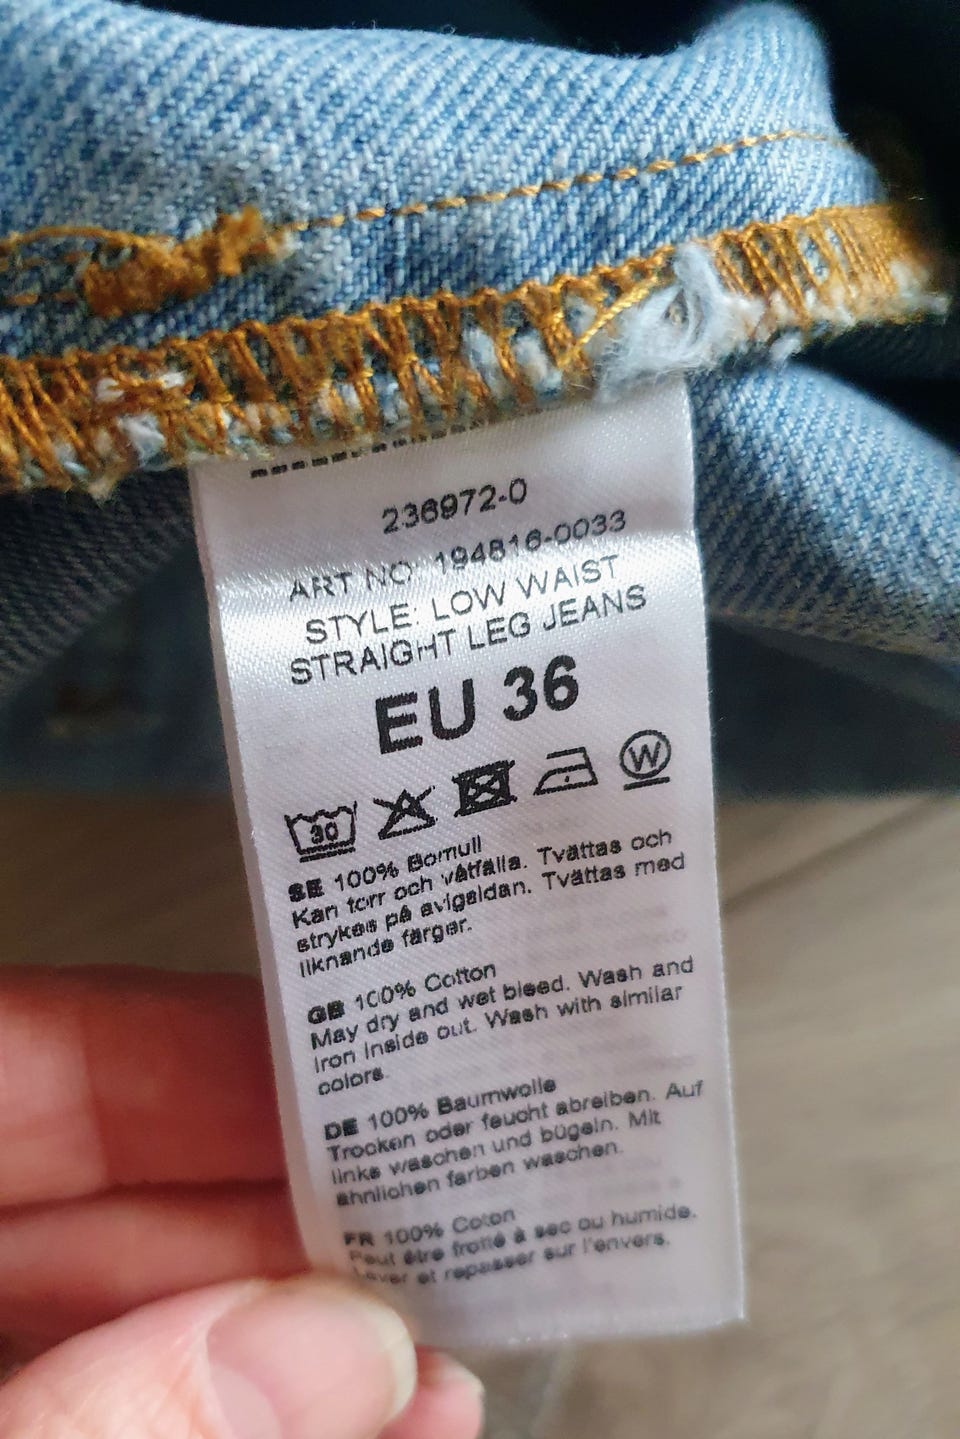 236972-0
ART NO 194816-0033
STYLE: LOW WAIST
STRAIGHT LEG JEANS
EU 36
30 W
SE 100% Bomull
Kan torr och våtfälla. Tvättas och
strykas på avigsidan. Tvättas med
liknande färger.
GB 100% Cotton
May dry and wet bleed. Wash and
iron inside out. Wash with similar
colors.
DE 100% Baumwolle
Trocken oder feucht abreiben. Auf
links waschen und bügeln. Mit
ähnlichen farben waschen.
FR 100% Coton
Peut être frotté à sec ou humide.
Laver et repasser sur l'envers.